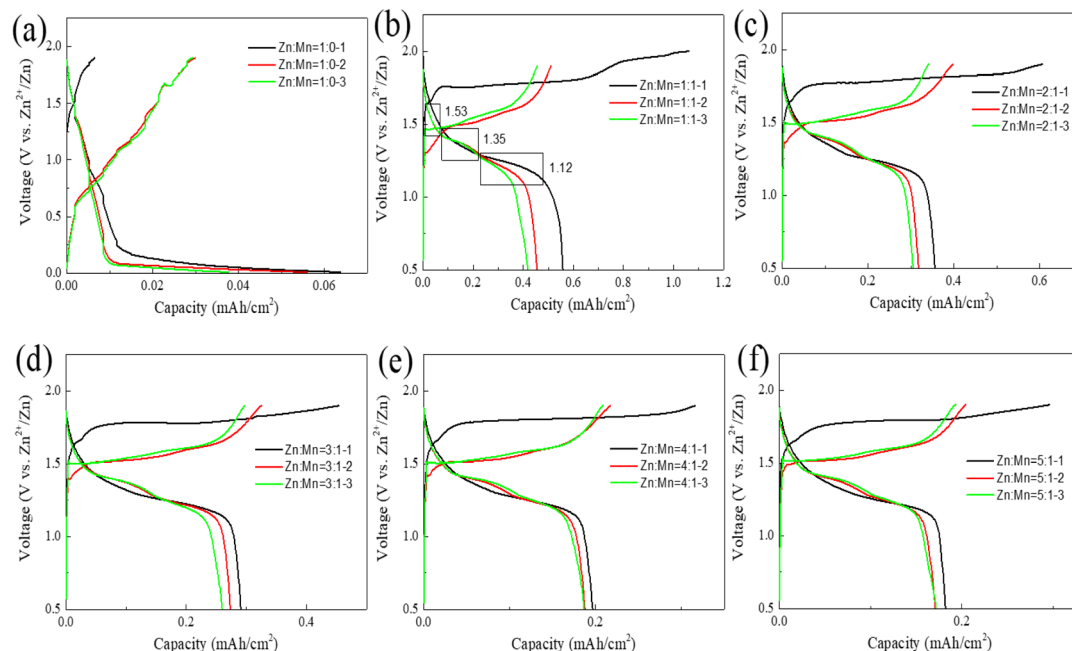 (a)
Voltage (V vs. Zn²⁺/Zn)
2.0
1.5
1.0
0.5
0.0
Zn:Mn=1:0-1
Zn:Mn=1:0-2
Zn:Mn=1:0-3
0.00 0.02 0.04 0.06
Capacity (mAh/cm²)
(b)
Voltage (V vs. Zn²⁺/Zn)
2.0
1.5
1.0
0.5
Zn:Mn=1:1-1
Zn:Mn=1:1-2
Zn:Mn=1:1-3
1.53
1.35
1.12
0.0 0.2 0.4 0.6 0.8 1.0 1.2
Capacity (mAh/cm²)
(c)
Voltage (V vs. Zn²⁺/Zn)
2.0
1.5
1.0
0.5
Zn:Mn=2:1-1
Zn:Mn=2:1-2
Zn:Mn=2:1-3
0.0 0.2 0.4 0.6
Capacity (mAh/cm²)
(d)
Voltage (V vs. Zn²⁺/Zn)
2.0
1.5
1.0
0.5
Zn:Mn=3:1-1
Zn:Mn=3:1-2
Zn:Mn=3:1-3
0.0 0.2 0.4
Capacity (mAh/cm²)
(e)
Voltage (V vs. Zn²⁺/Zn)
2.0
1.5
1.0
0.5
Zn:Mn=4:1-1
Zn:Mn=4:1-2
Zn:Mn=4:1-3
0.0 0.2
Capacity (mAh/cm²)
(f)
Voltage (V vs. Zn²⁺/Zn)
2.0
1.5
1.0
0.5
Zn:Mn=5:1-1
Zn:Mn=5:1-2
Zn:Mn=5:1-3
0.0 0.2
Capacity (mAh/cm²)